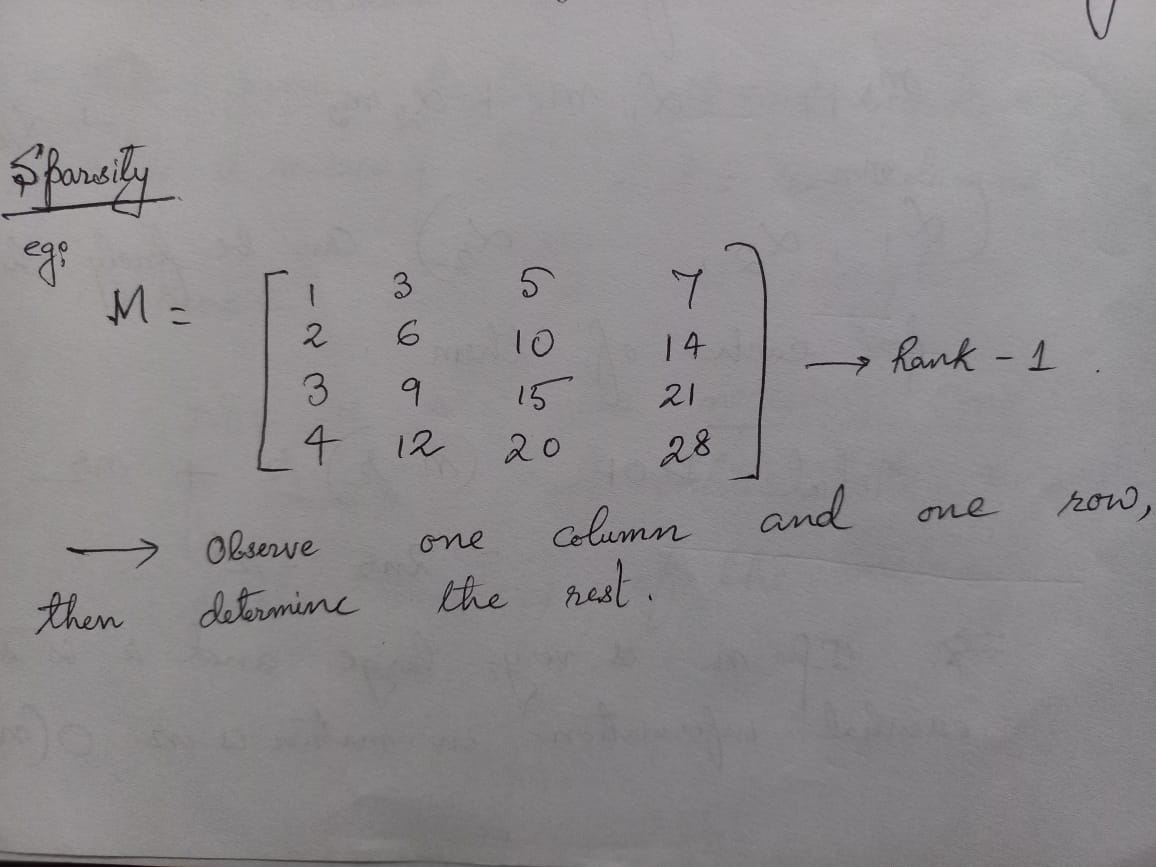 Sparsity
eg:
M = [ 1 3 5 7
2 6 10 14
3 9 15 21
4 12 20 28 ] → Rank - 1.
→ Observe one column and one row,
then determine the rest.